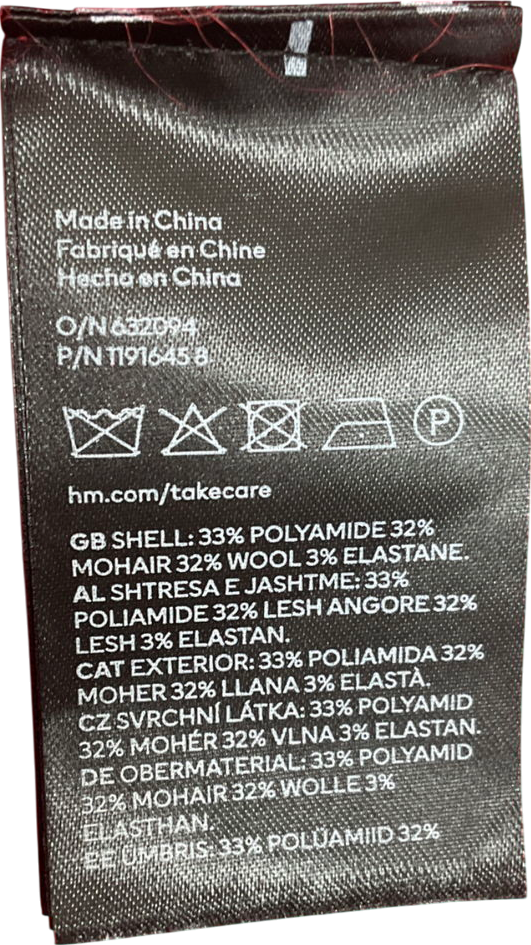 Made in China
Fabriqué en Chine
Hecho en China
O/N 632094
P/N 1191645 8
P
hm.com/takecare
GB SHELL: 33% POLYAMIDE 32%
MOHAIR 32% WOOL 3% ELASTANE.
AL SHTRESA E JASHTME: 33%
POLIAMIDE 32% LESH ANGORE 32%
LESH 3% ELASTAN.
CAT EXTERIOR: 33% POLIAMIDA 32%
MOHER 32% LLANA 3% ELASTÀ.
CZ SVRCHNÍ LÁTKA: 33% POLYAMID
32% MOHÉR 32% VLNA 3% ELASTAN.
DE OBERMATERIAL: 33% POLYAMID
32% MOHAIR 32% WOLLE 3%
ELASTHAN.
EE ÜMBRIS: 33% POLÜAMIID 32%